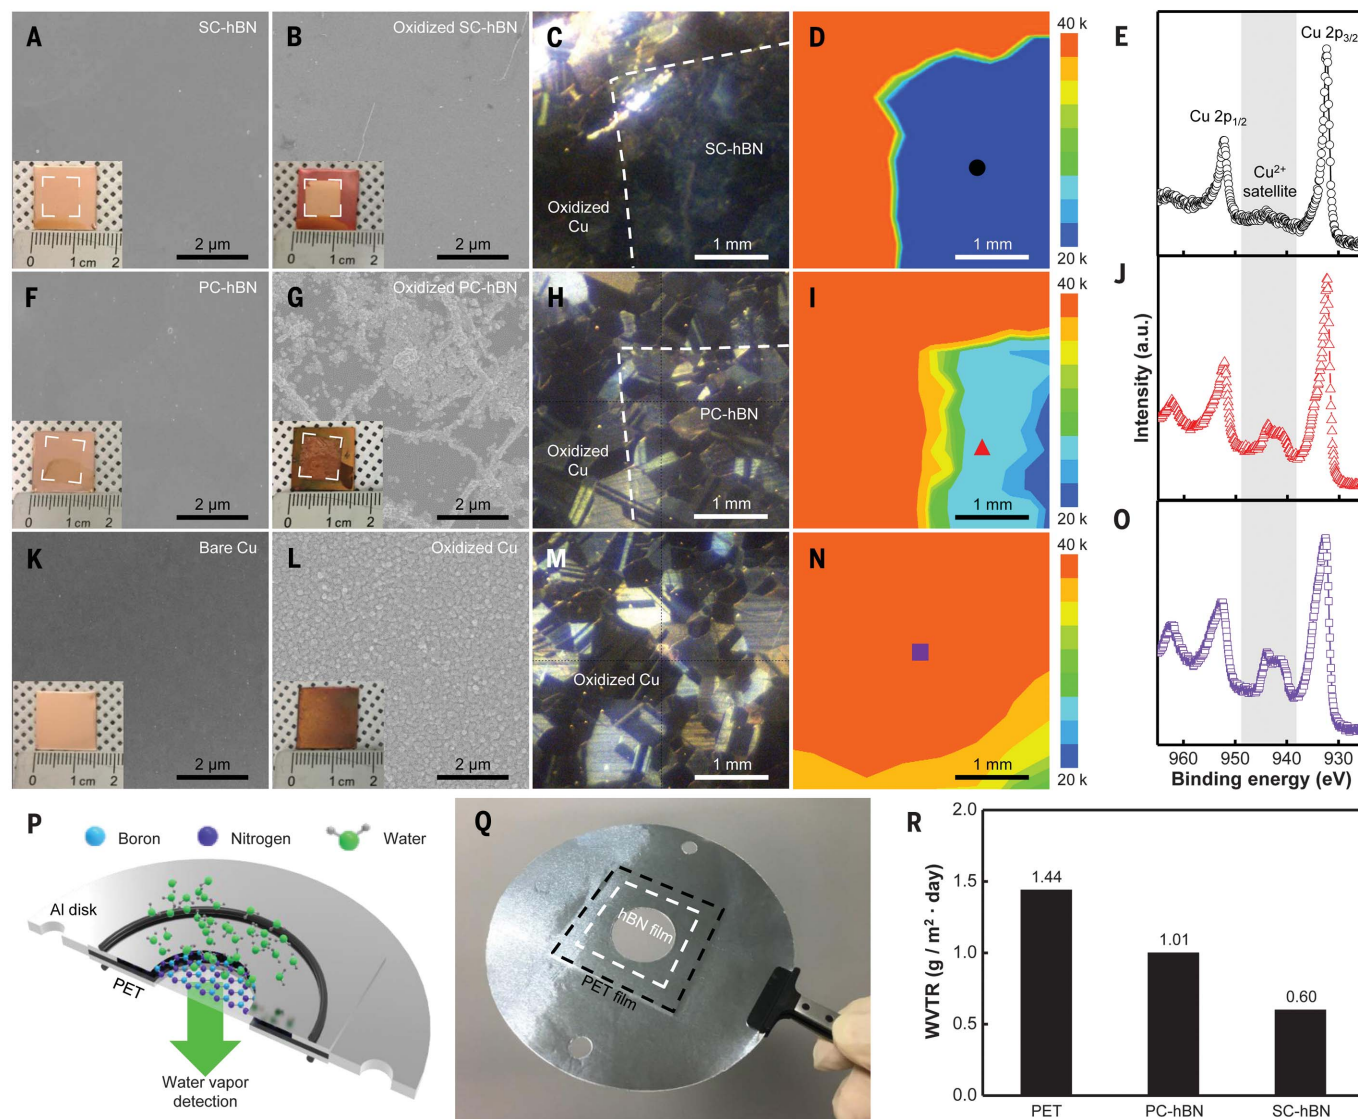 A
SC-hBN
0 1 cm 2
2 μm
B
Oxidized SC-hBN
0 1 cm 2
2 μm
C
SC-hBN
Oxidized
Cu
1 mm
D
1 mm
40 k
20 k
E
Cu 2p3/2
Cu 2p1/2
Cu2+
satellite
F
PC-hBN
0 1 cm 2
2 μm
G
Oxidized PC-hBN
0 1 cm 2
2 μm
H
PC-hBN
Oxidized
Cu
1 mm
I
1 mm
40 k
20 k
J
Intensity (a.u.)
K
Bare Cu
0 1 cm 2
2 μm
L
Oxidized Cu
0 1 cm 2
2 μm
M
Oxidized Cu
1 mm
N
1 mm
40 k
20 k
O
960 950 940 930
Binding energy (eV)
P
Boron Nitrogen Water
Al disk
PET
Water vapor
detection
Q
hBN film
PET film
R
WVTR (g / m² · day)
2.0
1.5
1.0
0.5
0.0
1.44
1.01
0.60
PET PC-hBN SC-hBN